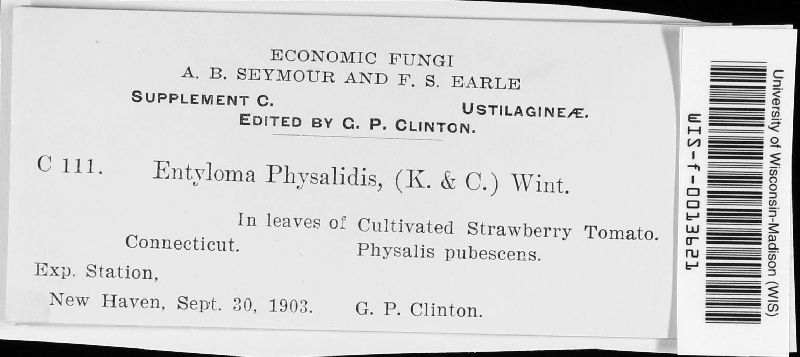 ECONOMIC FUNGI
A. B. SEYMOUR AND F. S. EARLE
SUPPLEMENT C. USTILAGINEÆ.
EDITED BY G. P. CLINTON.
C 111. Entyloma Physalidis, (K. & C.) Wint.
In leaves of Cultivated Strawberry Tomato.
Connecticut. Physalis pubescens.
Exp. Station,
New Haven, Sept. 30, 1903. G. P. Clinton.
University of Wisconsin-Madison (WIS)
WIS-f-0013621